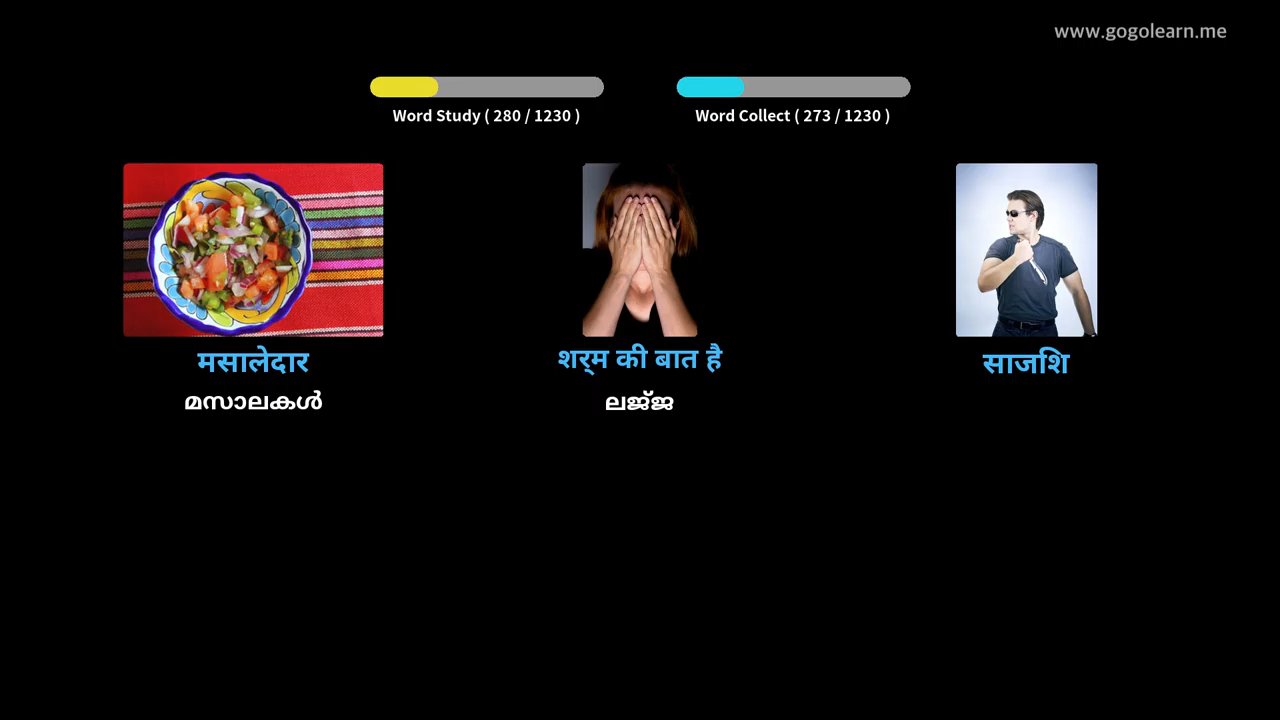 www.gogolearn.me
Word Study ( 280 / 1230 )
Word Collect ( 273 / 1230 )
मसालेदार
शर्म की बात है
साजशि
മസാലകൾ
ലജ്ജ